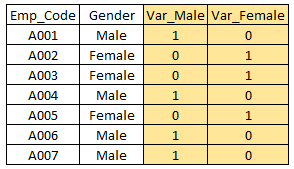 Emp_Code Gender Var_Male Var_Female
A001 Male 1 0
A002 Female 0 1
A003 Female 0 1
A004 Male 1 0
A005 Female 0 1
A006 Male 1 0
A007 Male 1 0